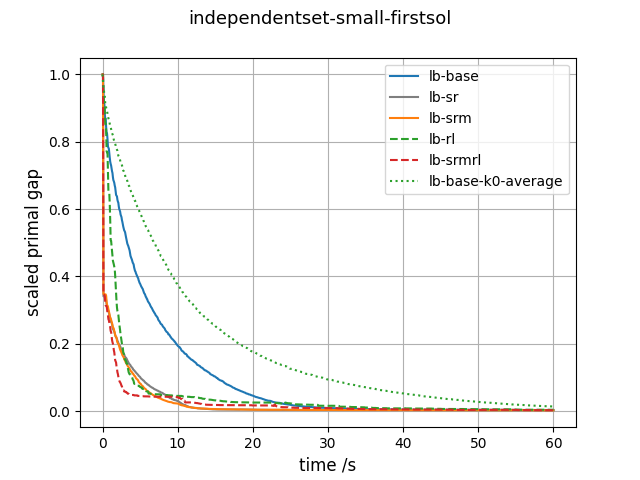 independentset-small-firstsol
scaled primal gap
1.0
0.8
0.6
0.4
0.2
0.0
lb-base
lb-sr
lb-srm
lb-rl
lb-srmrl
lb-base-k0-average
0 10 20 30 40 50 60
time /s